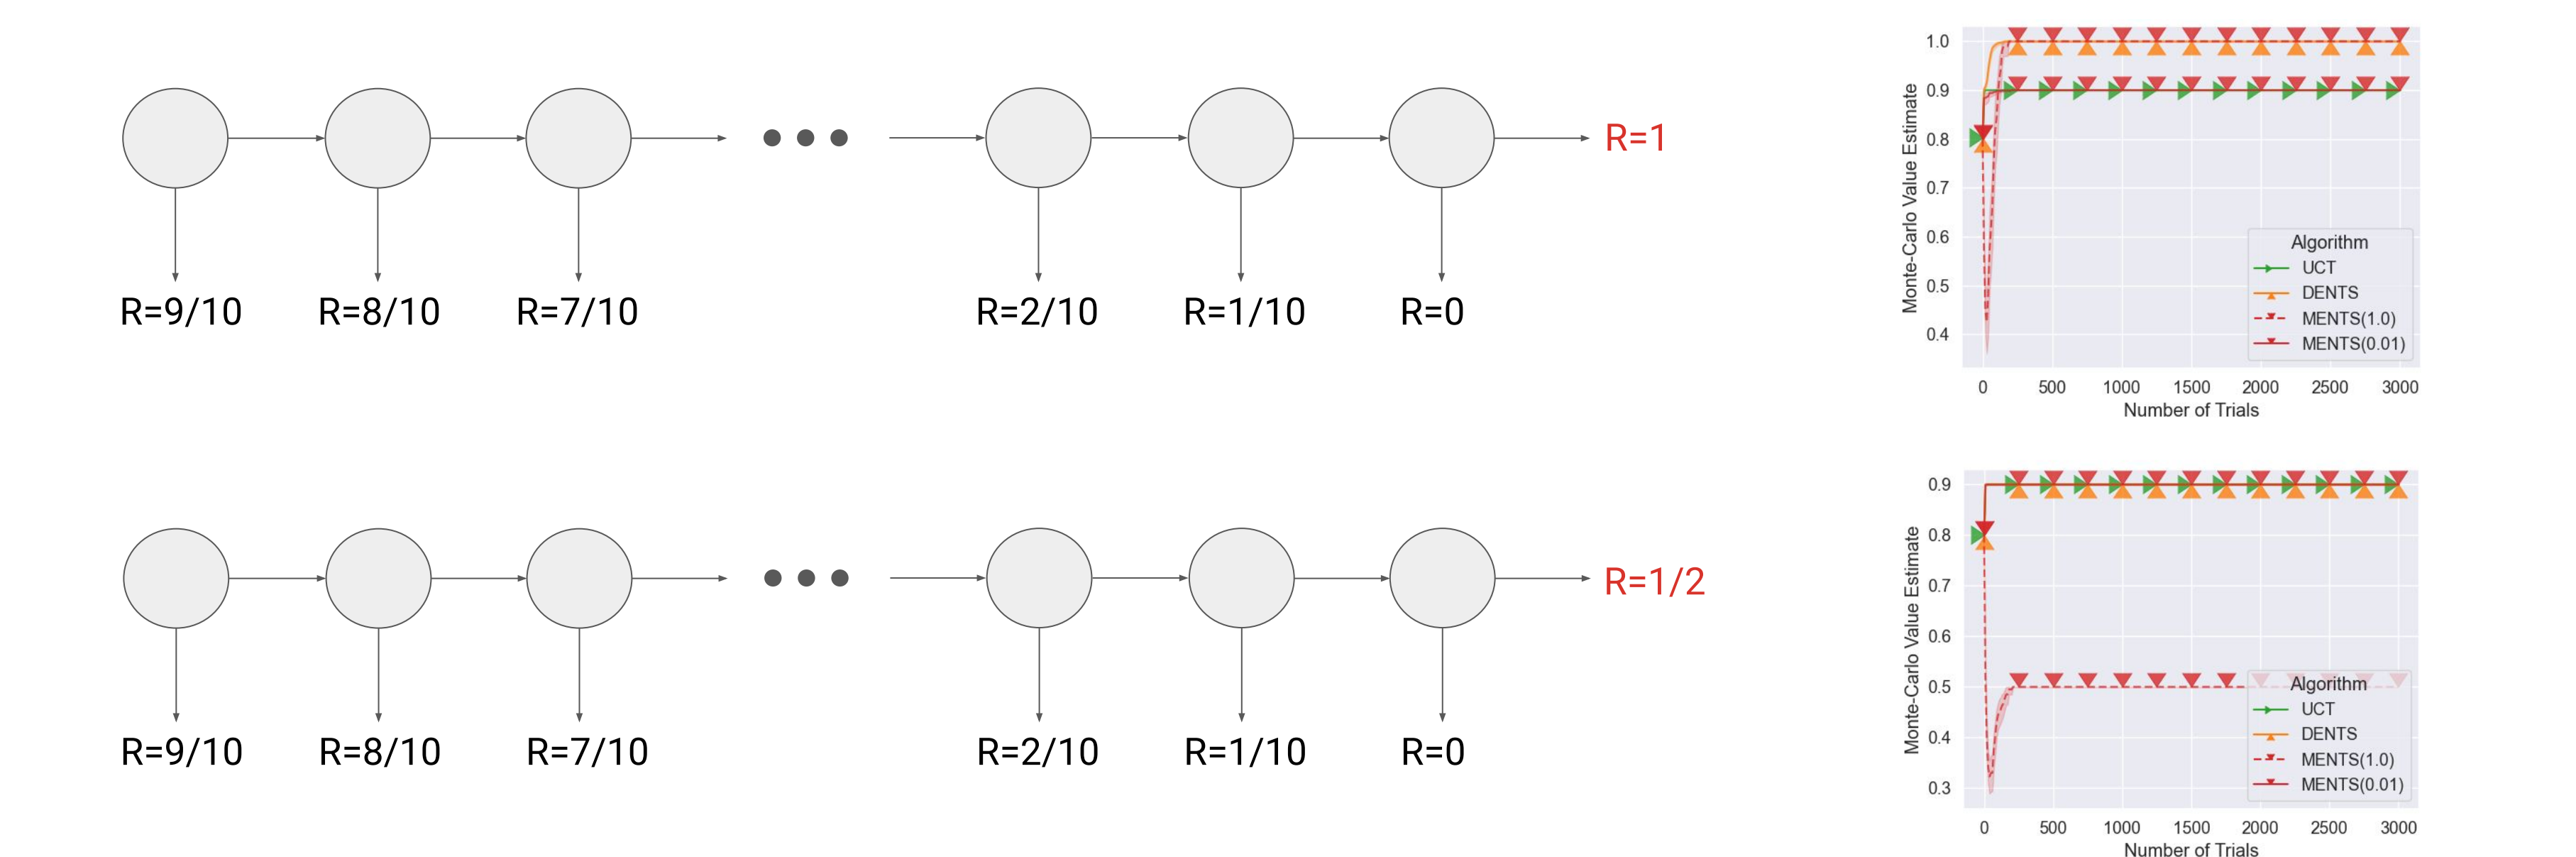 R=1
R=9/10 R=8/10 R=7/10 R=2/10 R=1/10 R=0
Monte-Carlo Value Estimate
1.0
0.9
0.8
0.7
0.6
0.5
0.4
Algorithm
UCT
DENTS
MENTS(1.0)
MENTS(0.01)
0 500 1000 1500 2000 2500 3000
Number of Trials
R=1/2
R=9/10 R=8/10 R=7/10 R=2/10 R=1/10 R=0
Monte-Carlo Value Estimate
0.9
0.8
0.7
0.6
0.5
0.4
0.3
Algorithm
UCT
DENTS
MENTS(1.0)
MENTS(0.01)
0 500 1000 1500 2000 2500 3000
Number of Trials